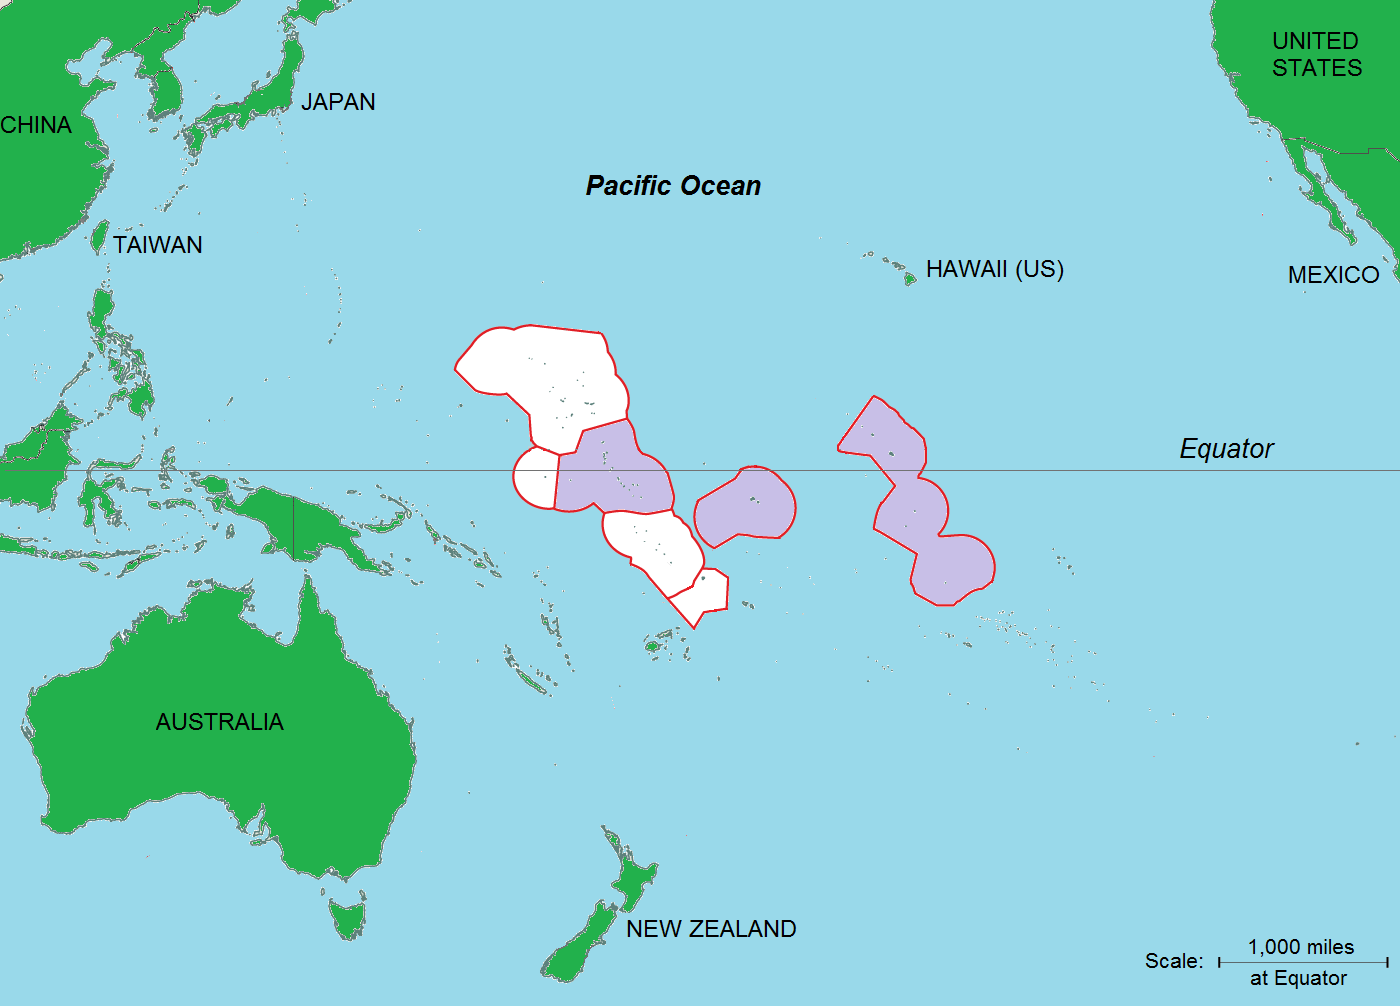 UNITED
STATES
JAPAN
CHINA
Pacific Ocean
TAIWAN
HAWAII (US)
MEXICO
Equator
AUSTRALIA
NEW ZEALAND
1,000 miles
Scale:
at Equator